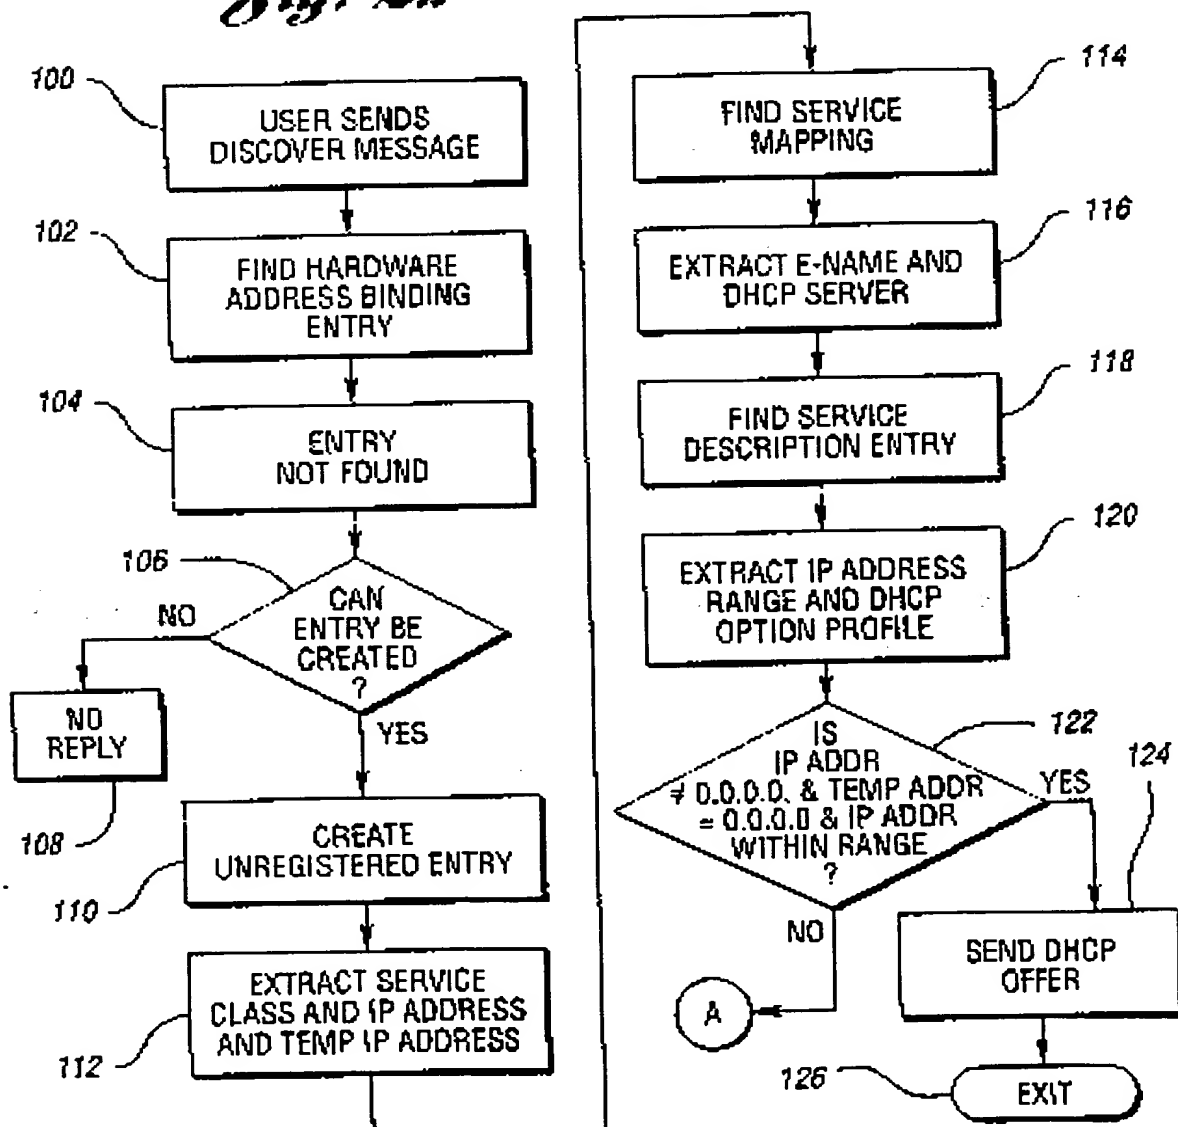 100
USER SENDS
DISCOVER MESSAGE
102
FIND HARDWARE
ADDRESS BINDING
ENTRY
104
ENTRY
NOT FOUND
106
CAN
ENTRY BE
CREATED
?
NO
YES
NO
REPLY
108
CREATE
UNREGISTERED ENTRY
110
EXTRACT SERVICE
CLASS AND IP ADDRESS
AND TEMP IP ADDRESS
112
114
FIND SERVICE
MAPPING
116
EXTRACT E-NAME AND
DHCP SERVER
118
FIND SERVICE
DESCRIPTION ENTRY
120
EXTRACT IP ADDRESS
RANGE AND DHCP
OPTION PROFILE
122
IS
IP ADDR
≠ 0.0.0.0. & TEMP ADDR
= 0.0.0.0 & IP ADDR
WITHIN RANGE
?
YES
124
NO
A
SEND DHCP
OFFER
126
EXIT